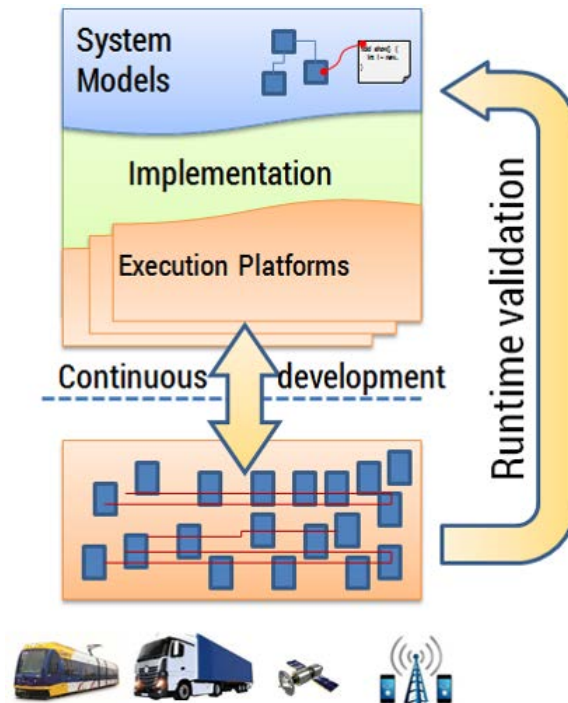 System
Models
Implementation
Execution Platforms
Continuous development
Runtime validation